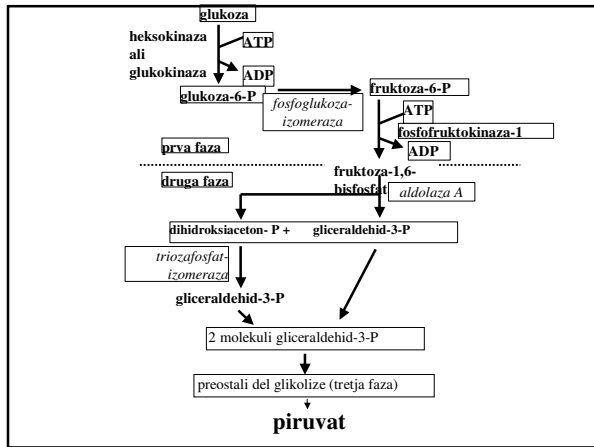 glukoza
heksokinaza
ali
glukokinaza
ATP
ADP
glukoza-6-P
fosfoglukoza-
izomeraza
fruktoza-6-P
ATP
fosfofruktokinaza-1
ADP
prva faza
druga faza
fruktoza-1,6-
bisfosfat
aldolaza A
dihidroksiaceton- P + gliceraldehid-3-P
triozafosfat-
izomeraza
gliceraldehid-3-P
2 molekuli gliceraldehid-3-P
preostali del glikolize (tretja faza)
piruvat